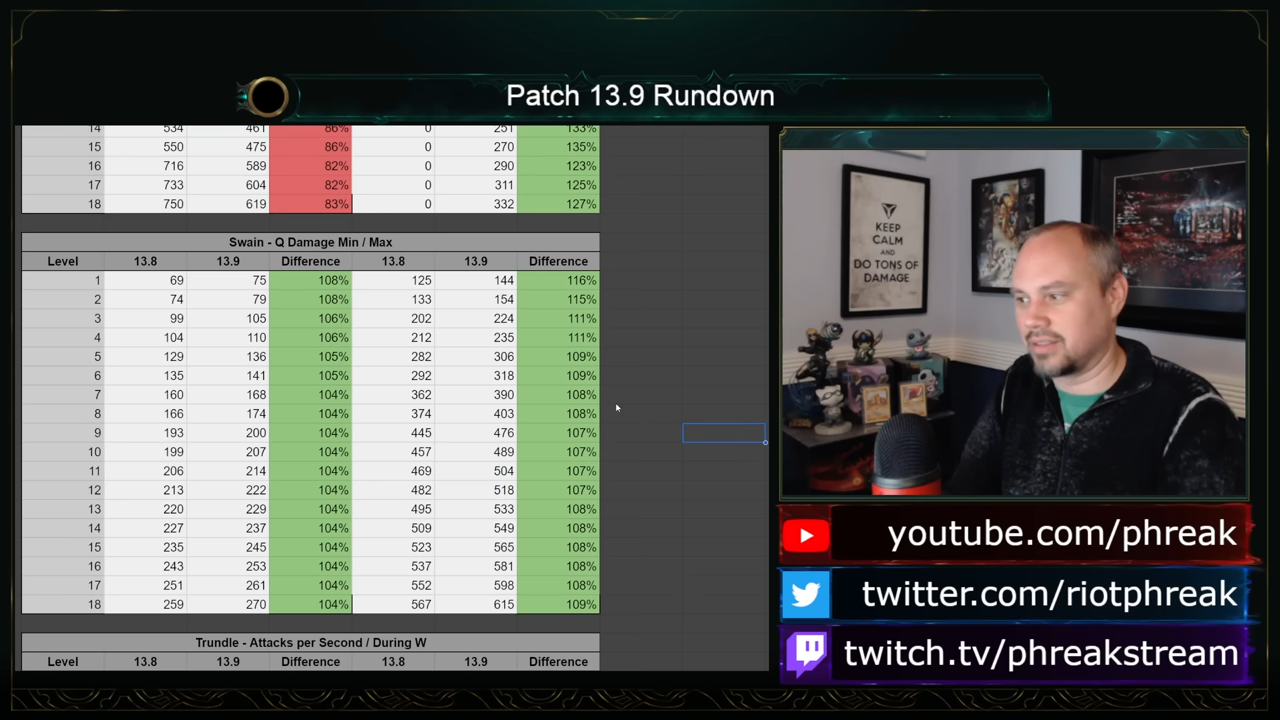 Patch 13.9 Rundown
14 534 461 86% 0 251 133%
15 550 475 86% 0 270 135%
16 716 589 82% 0 290 123%
17 733 604 82% 0 311 125%
18 750 619 83% 0 332 127%
Swain - Q Damage Min / Max
Level 13.8 13.9 Difference 13.8 13.9 Difference
1 69 75 108% 125 144 116%
2 74 79 108% 133 154 115%
3 99 105 106% 202 224 111%
4 104 110 106% 212 235 111%
5 129 136 105% 282 306 109%
6 135 141 105% 292 318 109%
7 160 168 104% 362 390 108%
8 166 174 104% 374 403 108%
9 193 200 104% 445 476 107%
10 199 207 104% 457 489 107%
11 206 214 104% 469 504 107%
12 213 222 104% 482 518 107%
13 220 229 104% 495 533 108%
14 227 237 104% 509 549 108%
15 235 245 104% 523 565 108%
16 243 253 104% 537 581 108%
17 251 261 104% 552 598 108%
18 259 270 104% 567 615 109%
Trundle - Attacks per Second / During W
Level 13.8 13.9 Difference 13.8 13.9 Difference
KEEP
CALM
AND
DO TONS OF
DAMAGE
youtube.com/phreak
twitter.com/riotphreak
twitch.tv/phreakstream